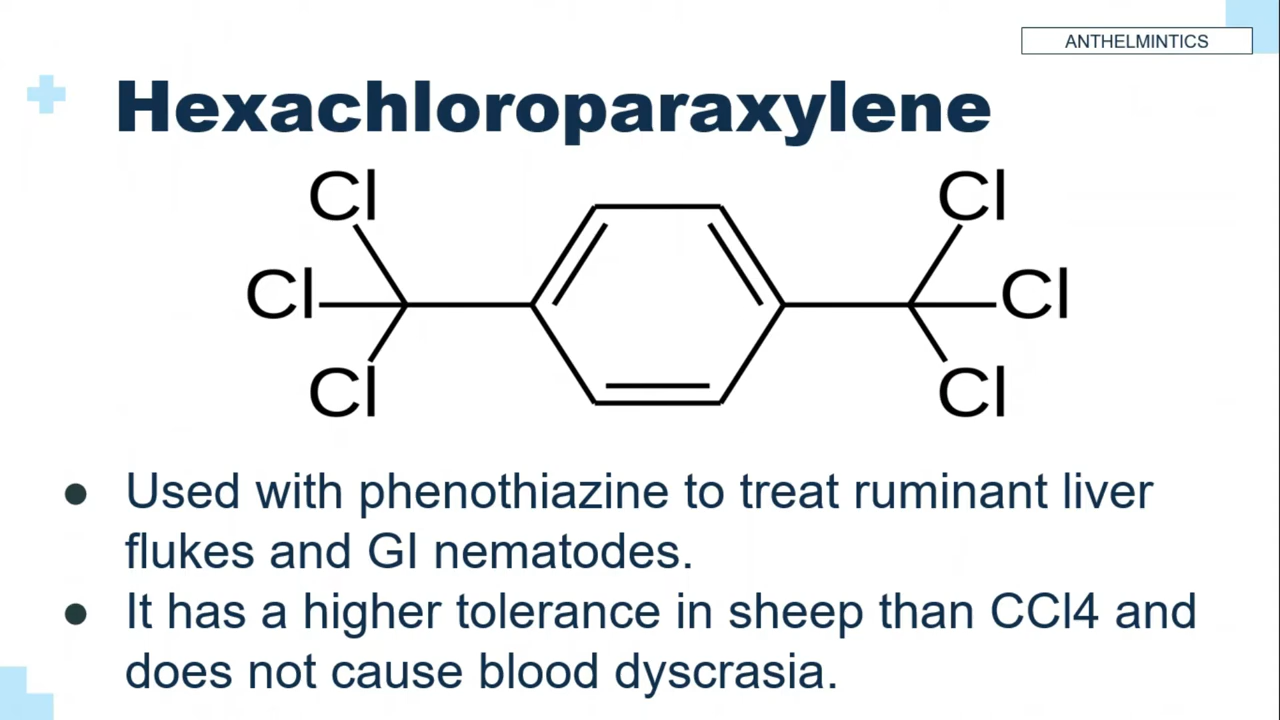 ANTHELMINTICS
Hexachloroparaxylene
Cl
Cl
Cl
Cl
Cl
Cl
● Used with phenothiazine to treat ruminant liver
flukes and GI nematodes.
● It has a higher tolerance in sheep than CCl4 and
does not cause blood dyscrasia.